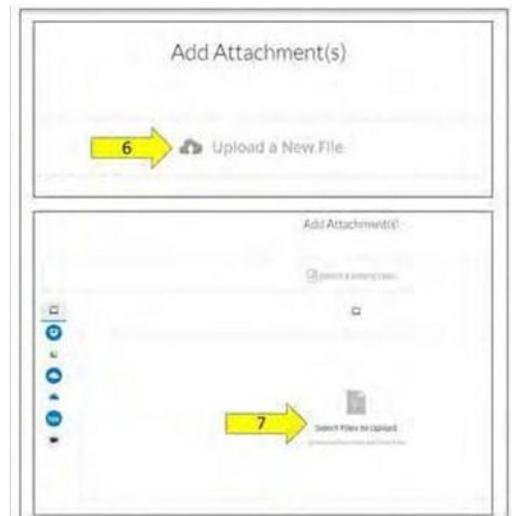 Add Attachment(s)
6
Upload a New File
Add Attachment(s)
7
Select Files to Upload